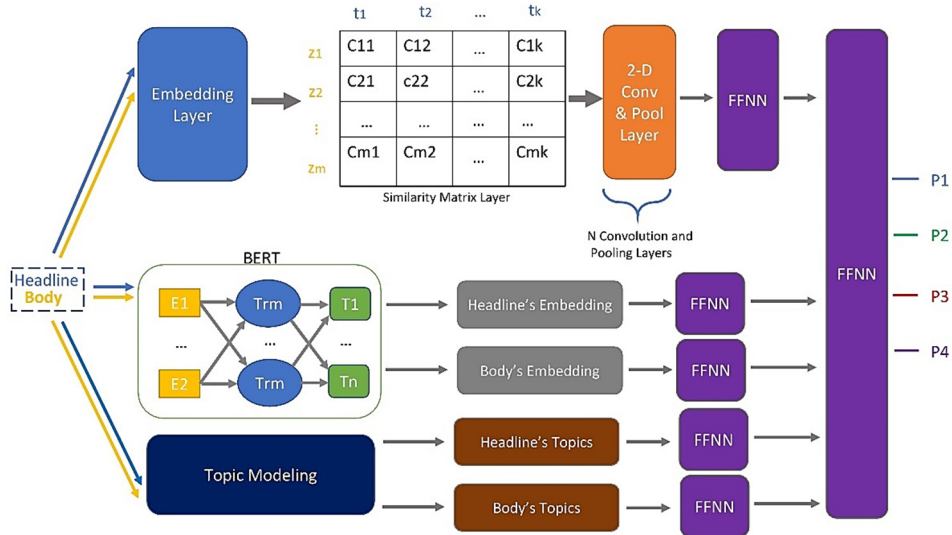 t1 t2 ... tk
z1 C11 C12 ... C1k
z2 C21 c22 ... C2k
⋮ ... ... ... ...
zm Cm1 Cm2 ... Cmk
Embedding
Layer
Similarity Matrix Layer
2-D
Conv
& Pool
Layer
FFNN
N Convolution and
Pooling Layers
FFNN
P1
P2
P3
P4
Headline
Body
BERT
E1 Trm T1
... ... ...
E2 Trm Tn
Headline's Embedding
FFNN
Body's Embedding
FFNN
Topic Modeling
Headline's Topics
FFNN
Body's Topics
FFNN